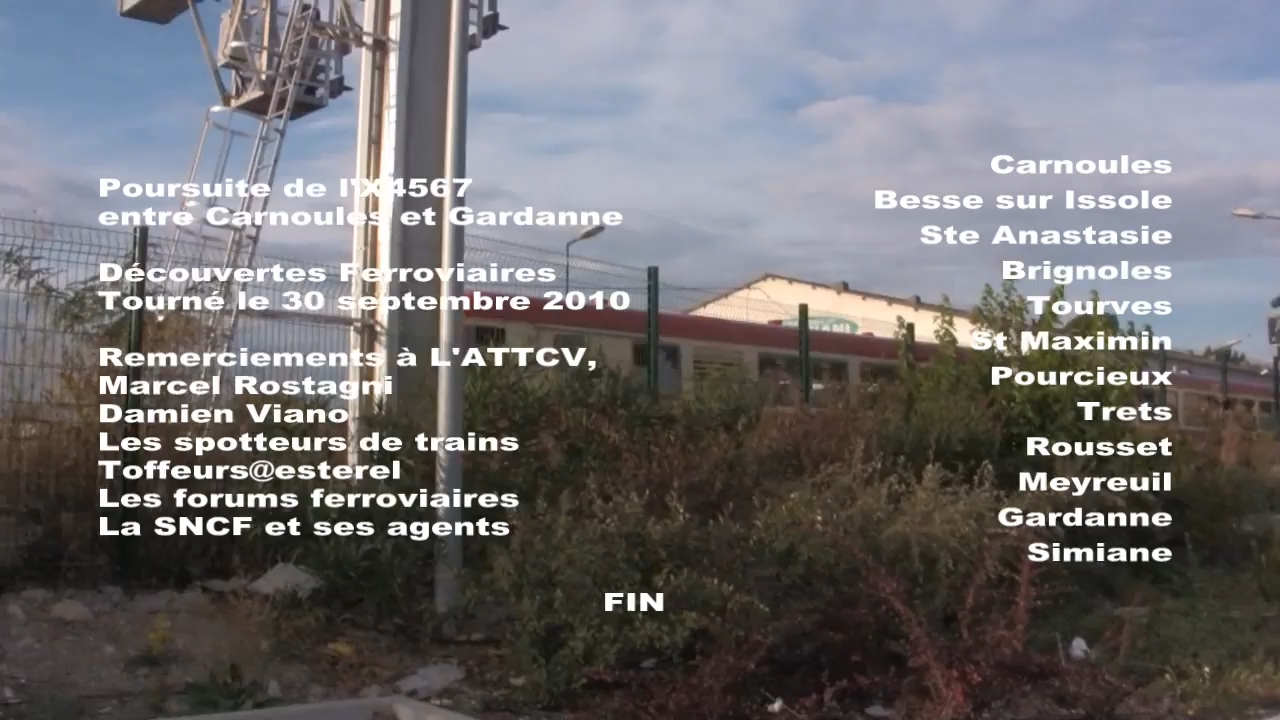 Poursuite de l'X4567
entre Carnoules et Gardanne
Découvertes Ferroviaires
Tourné le 30 septembre 2010
Remerciements à L'ATTCV,
Marcel Rostagni
Damien Viano
Les spotteurs de trains
Toffeurs@esterel
Les forums ferroviaires
La SNCF et ses agents
Carnoules
Besse sur Issole
Ste Anastasie
Brignoles
Tourves
St Maximin
Pourcieux
Trets
Rousset
Meyreuil
Gardanne
Simiane
FIN